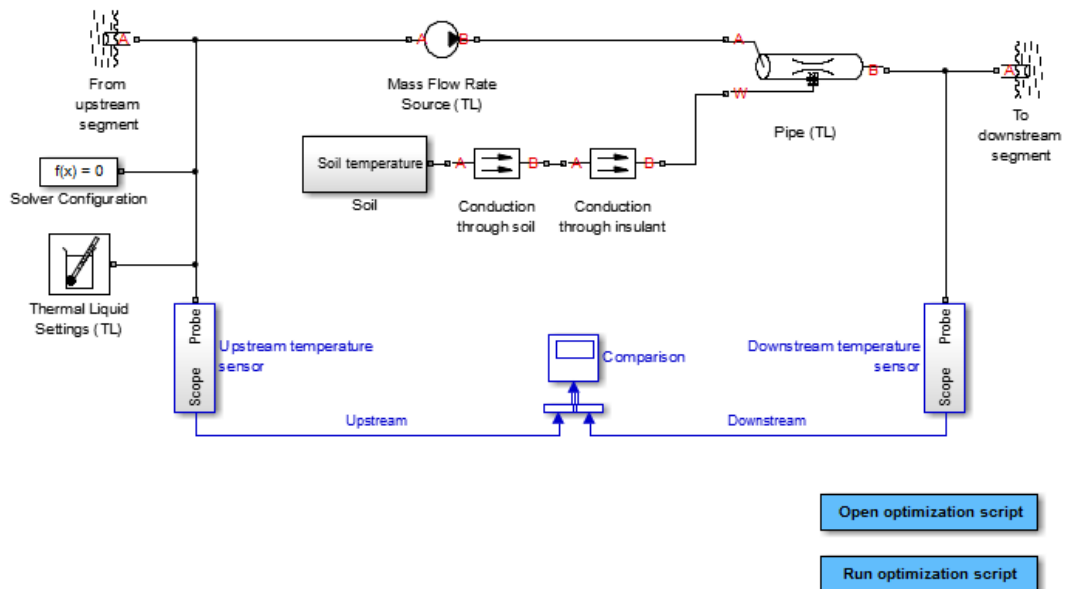 A
From
upstream
segment
A
B
Mass Flow Rate
Source (TL)
A
B
W
Pipe (TL)
A
To
downstream
segment
f(x) = 0
Solver Configuration
Soil temperature
Soil
A
B
Conduction
through soil
A
B
Conduction
through insulant
Thermal Liquid
Settings (TL)
Probe
Scope
Upstream temperature
sensor
Comparison
Downstream temperature
sensor
Probe
Scope
Upstream
Downstream
Open optimization script
Run optimization script